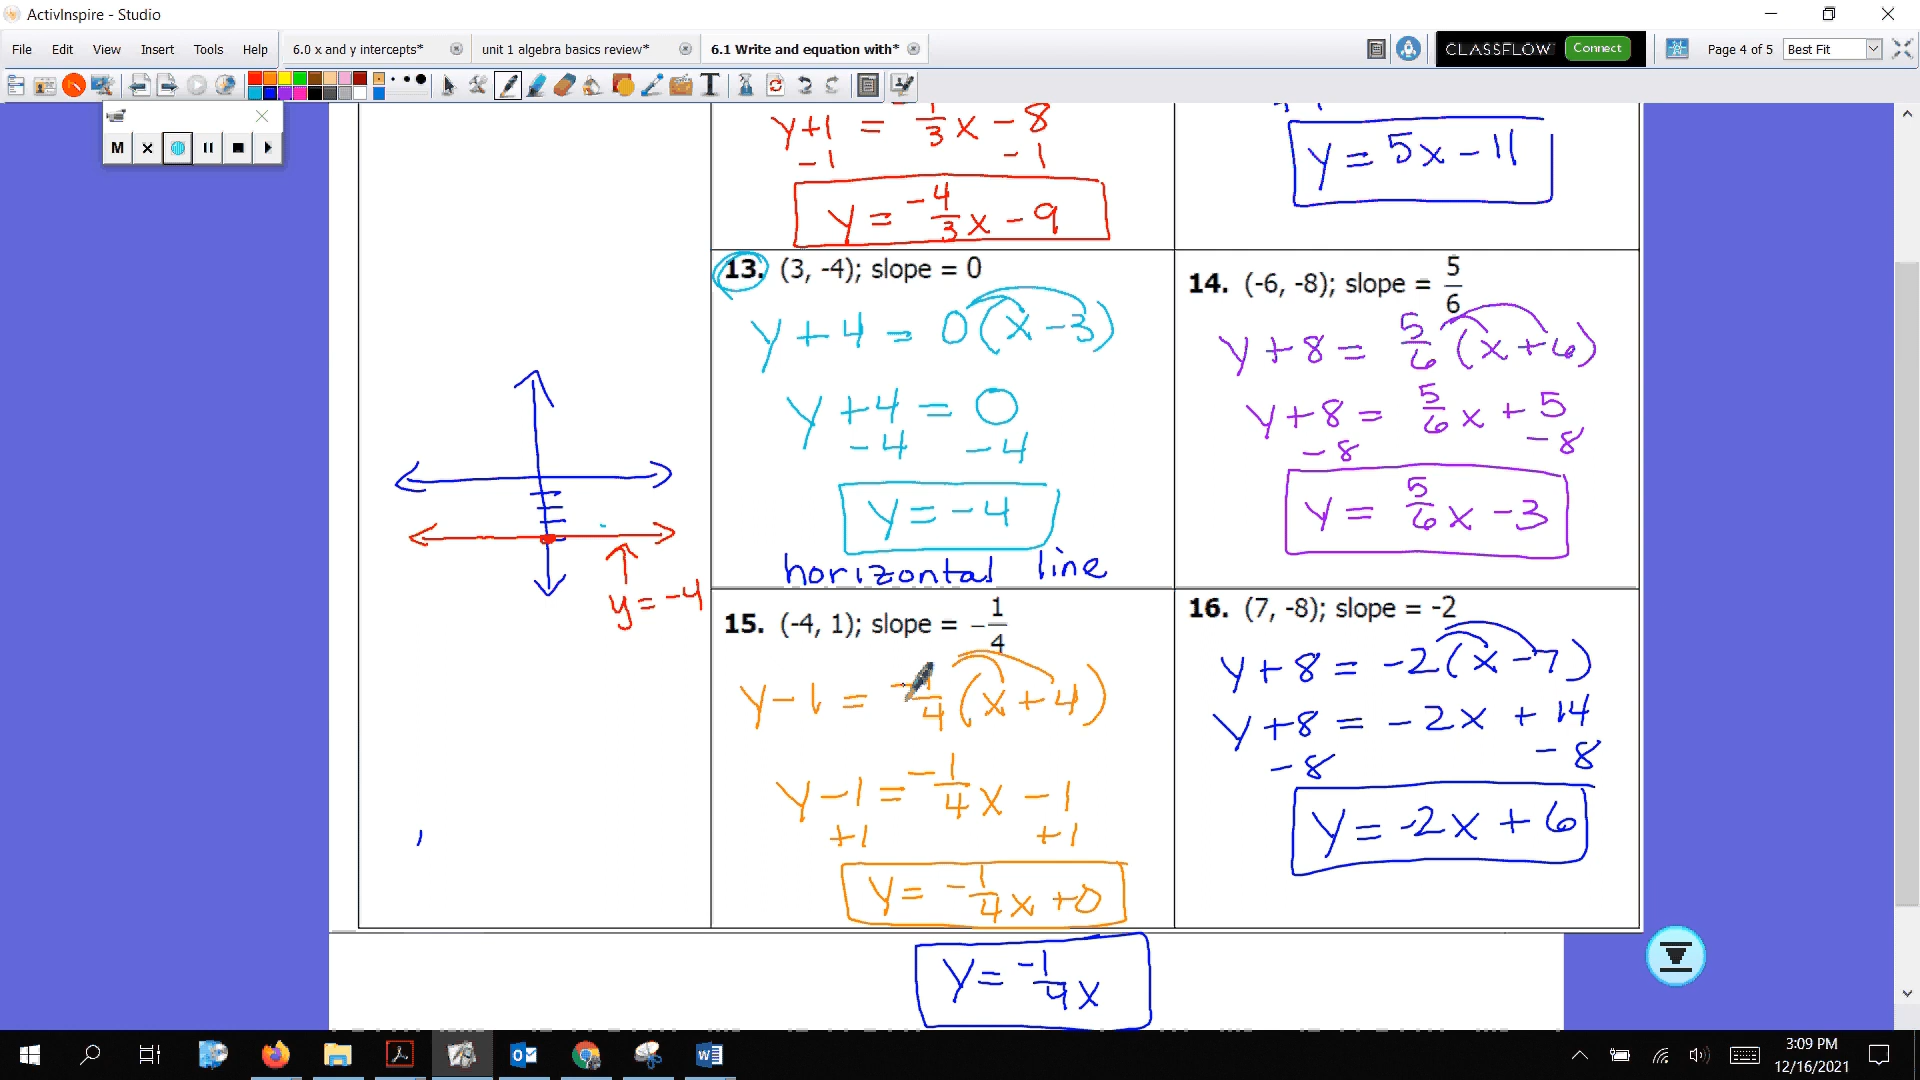 ActivInspire - Studio
File Edit View Insert Tools Help 6.0 x and y intercepts* unit 1 algebra basics review* 6.1 Write and equation with* CLASSFLOW Connect Page 4 of 5 Best Fit
M
y+1 = 1/3 x - 8
-1 -1
y = -4/3 x - 9
y = 5x - 11
13. (3, -4); slope = 0
y + 4 = 0(x - 3)
y + 4 = 0
-4 -4
y = -4
horizontal line
14. (-6, -8); slope = 5/6
y + 8 = 5/6 (x + 6)
y + 8 = 5/6 x + 5
-8 -8
y = 5/6 x - 3
y = -4
15. (-4, 1); slope = -1/4
y - 1 = -1/4 (x + 4)
y - 1 = -1/4 x - 1
+1 +1
y = -1/4 x + 0
y = -1/4 x
16. (7, -8); slope = -2
y + 8 = -2(x - 7)
y + 8 = -2x + 14
-8 -8
y = -2x + 6
3:09 PM
12/16/2021